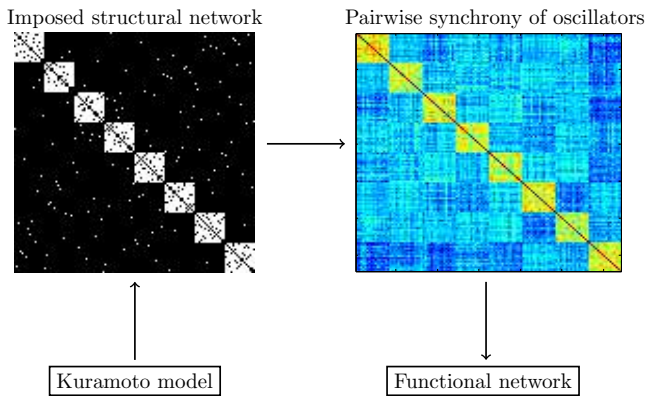 Imposed structural network
Pairwise synchrony of oscillators
Kuramoto model
Functional network